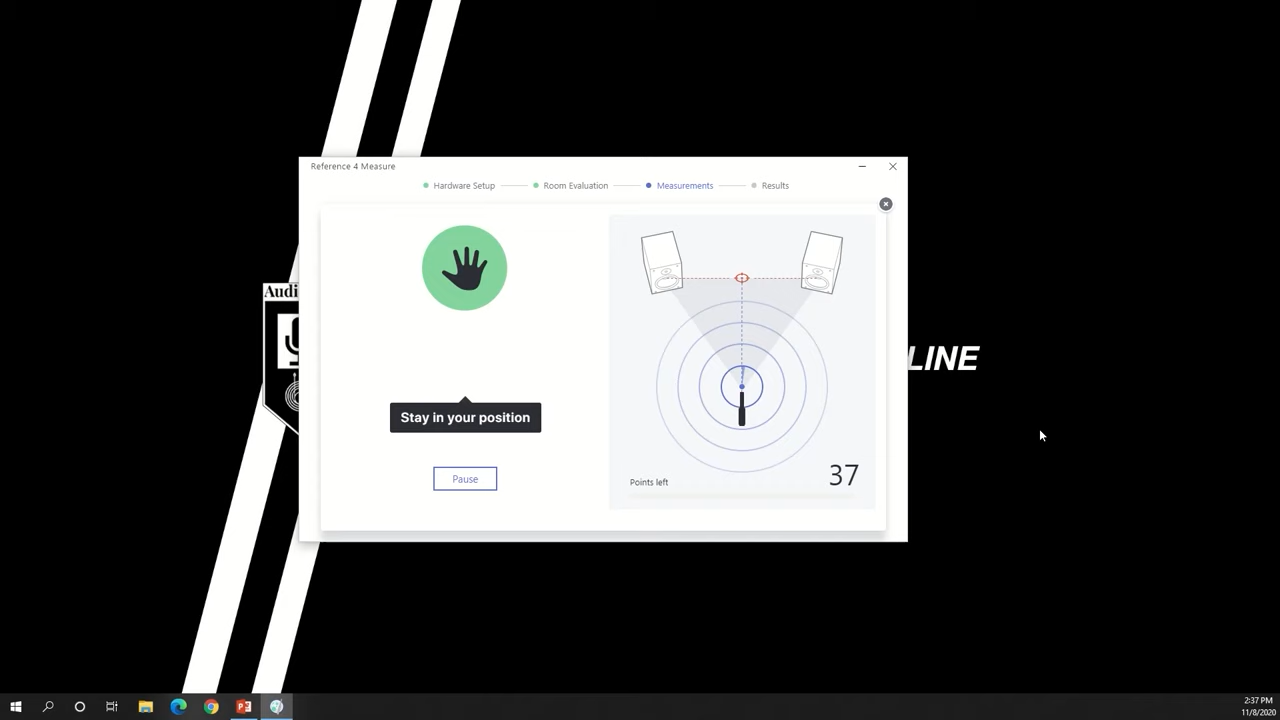 Reference 4 Measure
Hardware Setup
Room Evaluation
Measurements
Results
Audi
LINE
Stay in your position
Pause
Points left
37
2:37 PM
11/8/2020